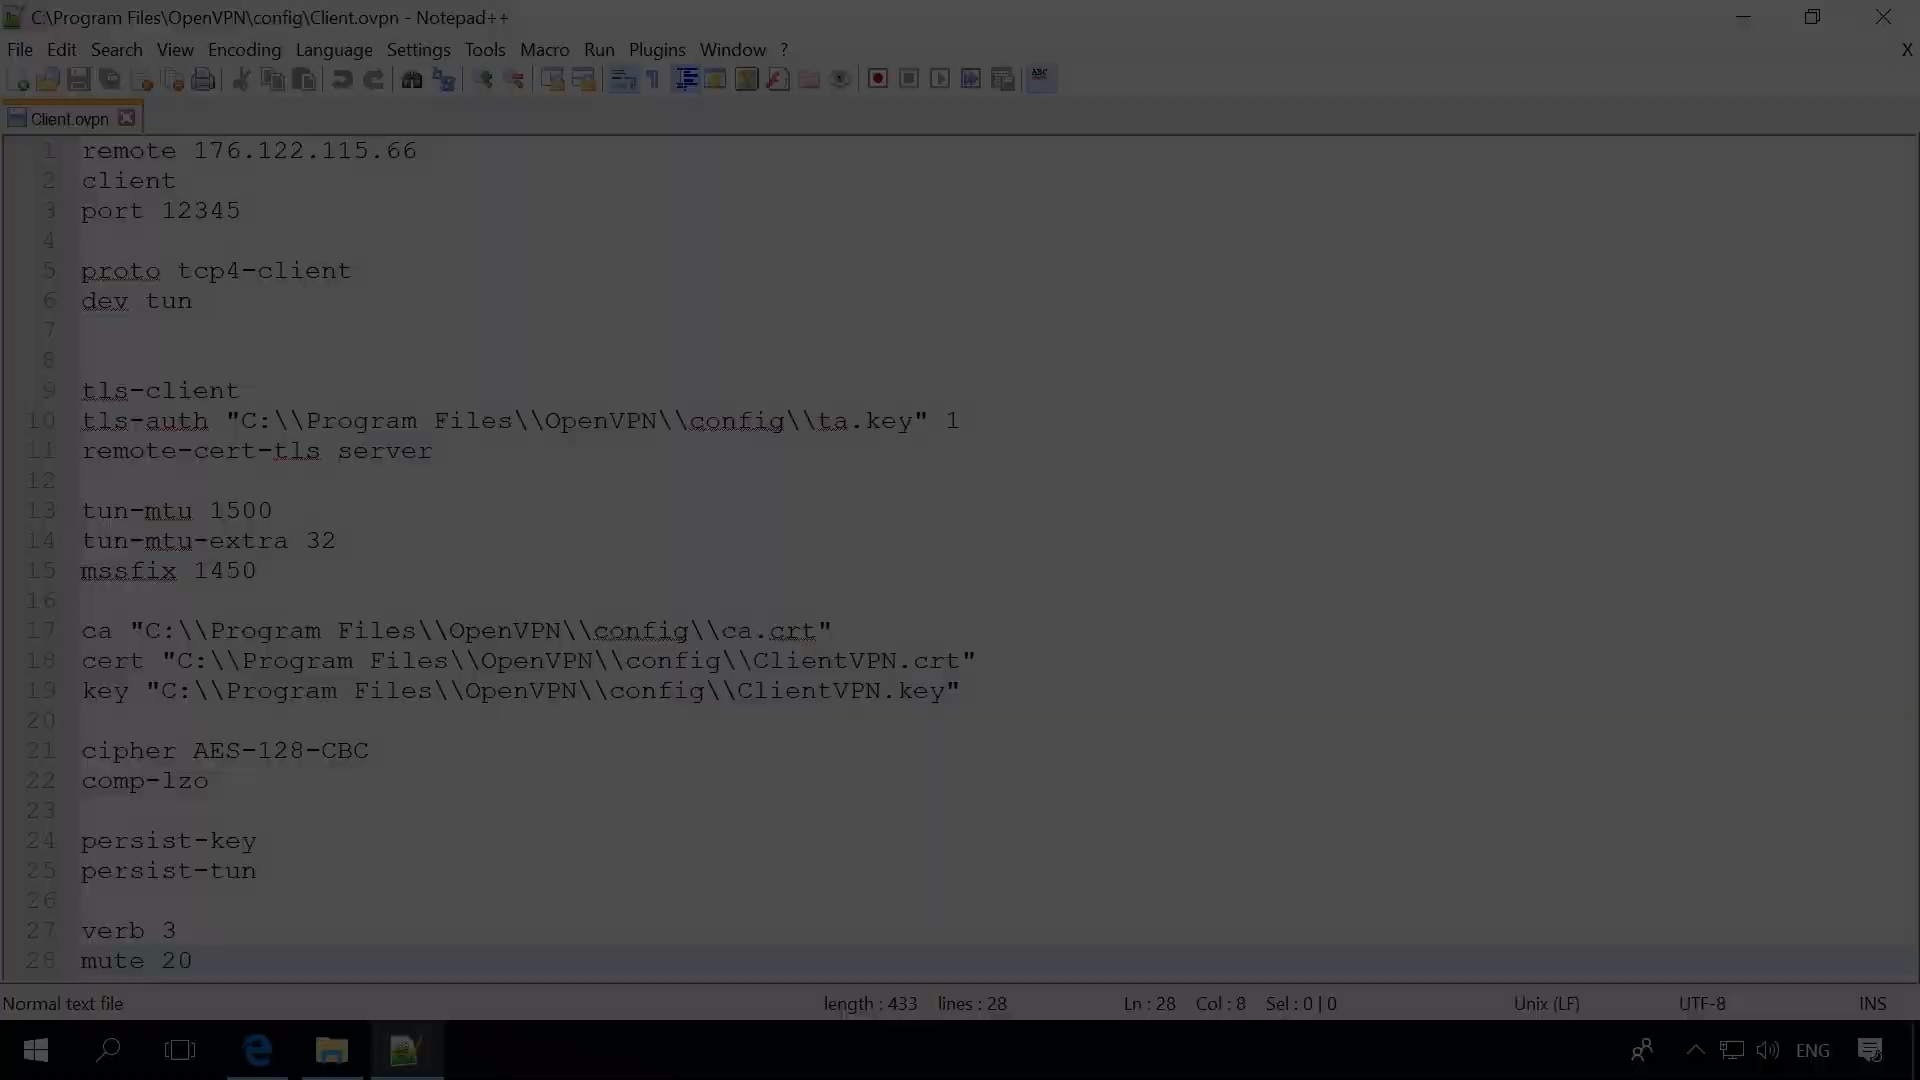 C:\Program Files\OpenVPN\config\Client.ovpn - Notepad++
File Edit Search View Encoding Language Settings Tools Macro Run Plugins Window ? X
ABC
Client.ovpn
1 remote 176.122.115.66
2 client
3 port 12345
4
5 proto tcp4-client
6 dev tun
7
8
9 tls-client
10 tls-auth "C:\\Program Files\\OpenVPN\\config\\ta.key" 1
11 remote-cert-tls server
12
13 tun-mtu 1500
14 tun-mtu-extra 32
15 mssfix 1450
16
17 ca "C:\\Program Files\\OpenVPN\\config\\ca.crt"
18 cert "C:\\Program Files\\OpenVPN\\config\\ClientVPN.crt"
19 key "C:\\Program Files\\OpenVPN\\config\\ClientVPN.key"
20
21 cipher AES-128-CBC
22 comp-lzo
23
24 persist-key
25 persist-tun
26
27 verb 3
28 mute 20
Normal text file length : 433 lines : 28 Ln : 28 Col : 8 Sel : 0 | 0 Unix (LF) UTF-8 INS
ENG